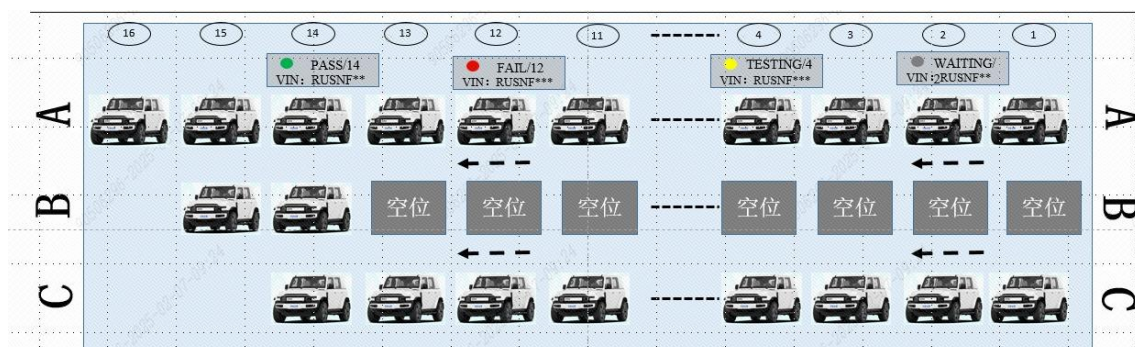 16 15 14 13 12 11 4 3 2 1
PASS/14
VIN: RUSNF**
FAIL/12
VIN: RUSNF***
TESTING/4
VIN: RUSNF***
WAITING/
VIN:2RUSNF**
A A
B 空位 空位 空位 空位 空位 空位 空位 B
C C